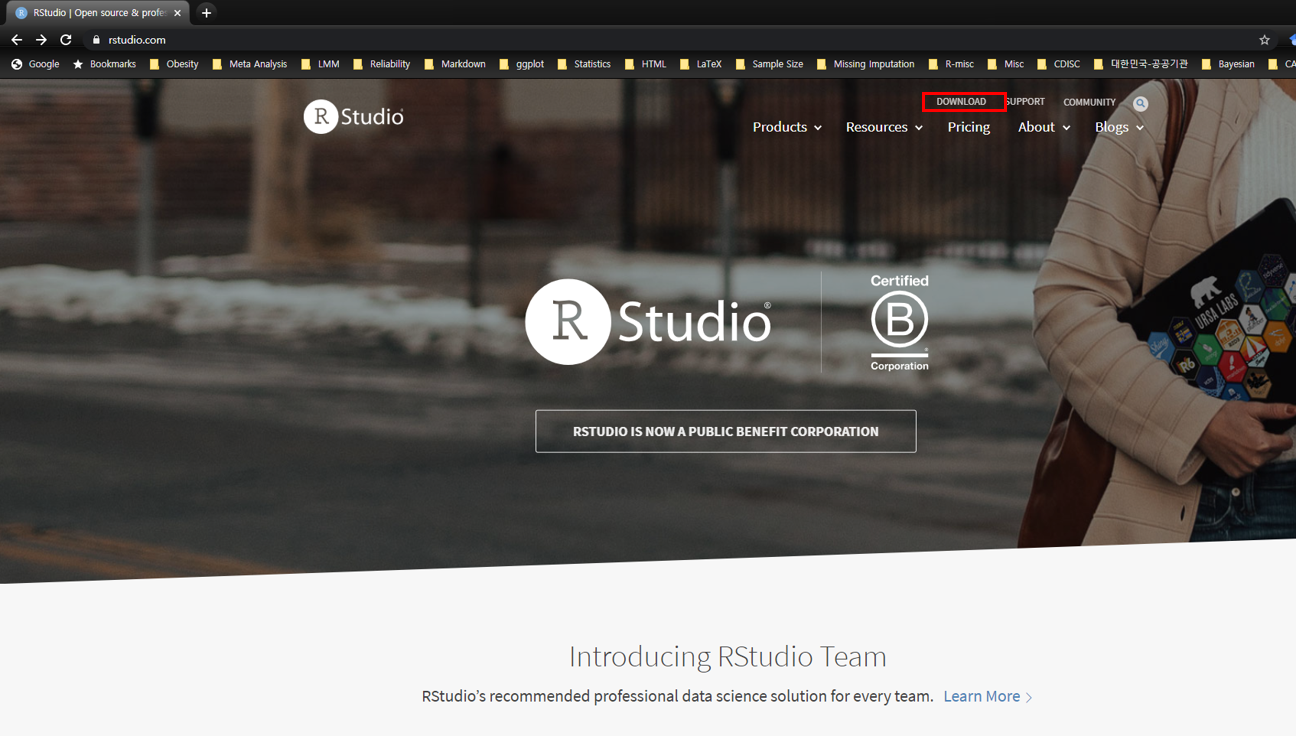 RStudio | Open source & profes
rstudio.com
Google Bookmarks Obesity Meta Analysis LMM Reliability Markdown ggplot Statistics HTML LaTeX Sample Size Missing Imputation R-misc Misc CDISC 대한민국-공공기관 Bayesian CA
R Studio
DOWNLOAD SUPPORT COMMUNITY
Products Resources Pricing About Blogs
R Studio®
Certified
B
Corporation
URSA LABS
RSTUDIO IS NOW A PUBLIC BENEFIT CORPORATION
Introducing RStudio Team
RStudio’s recommended professional data science solution for every team. Learn More